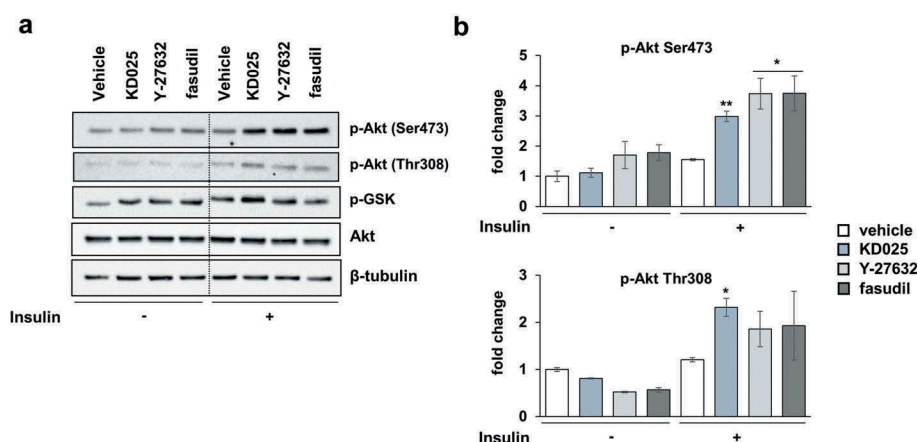 a
Vehicle
KD025
Y-27632
fasudil
Vehicle
KD025
Y-27632
fasudil
p-Akt (Ser473)
p-Akt (Thr308)
p-GSK
Akt
β-tubulin
Insulin
-
+
b
p-Akt Ser473
fold change
5
4
3
2
1
0
**
*
Insulin
-
+
p-Akt Thr308
fold change
3
2
1
0
*
Insulin
-
+
vehicle
KD025
Y-27632
fasudil